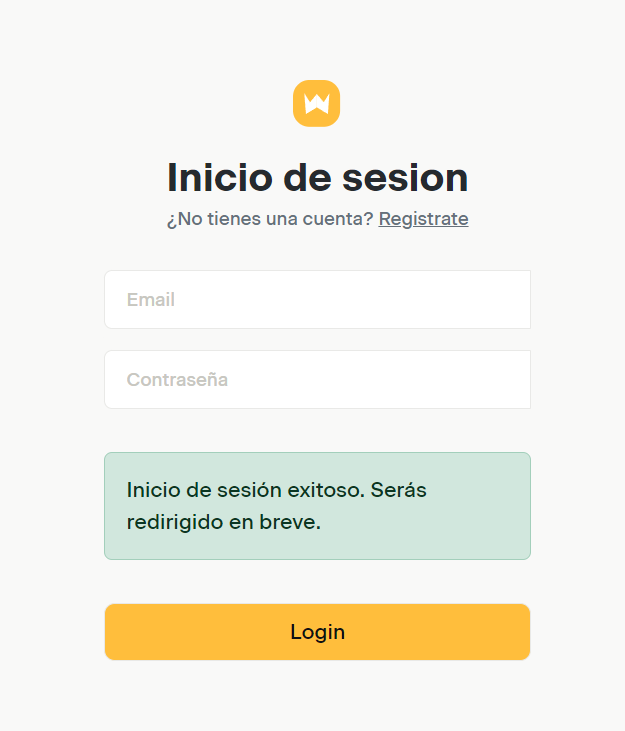 Inicio de sesion
¿No tienes una cuenta? Registrate
Email
Contraseña
Inicio de sesión exitoso. Serás
redirigido en breve.
Login